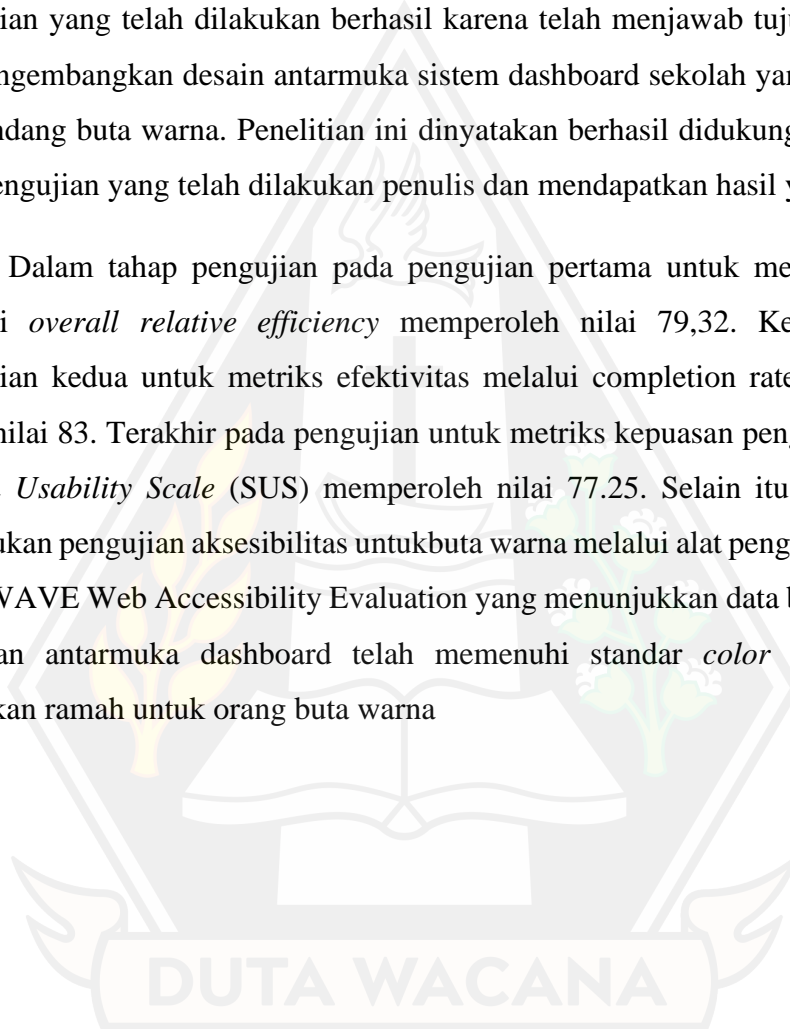 ian yang telah dilakukan berhasil karena telah menjawab tuju
ngembangkan desain antarmuka sistem dashboard sekolah yan
ndang buta warna. Penelitian ini dinyatakan berhasil didukung
engujian yang telah dilakukan penulis dan mendapatkan hasil y
Dalam tahap pengujian pada pengujian pertama untuk me
i overall relative efficiency memperoleh nilai 79,32. Ke
ian kedua untuk metriks efektivitas melalui completion rate
nilai 83. Terakhir pada pengujian untuk metriks kepuasan peng
Usability Scale (SUS) memperoleh nilai 77.25. Selain itu
ukan pengujian aksesibilitas untukbuta warna melalui alat peng
WAVE Web Accessibility Evaluation yang menunjukkan data b
an antarmuka dashboard telah memenuhi standar color
kan ramah untuk orang buta warna
DUTA WACANA